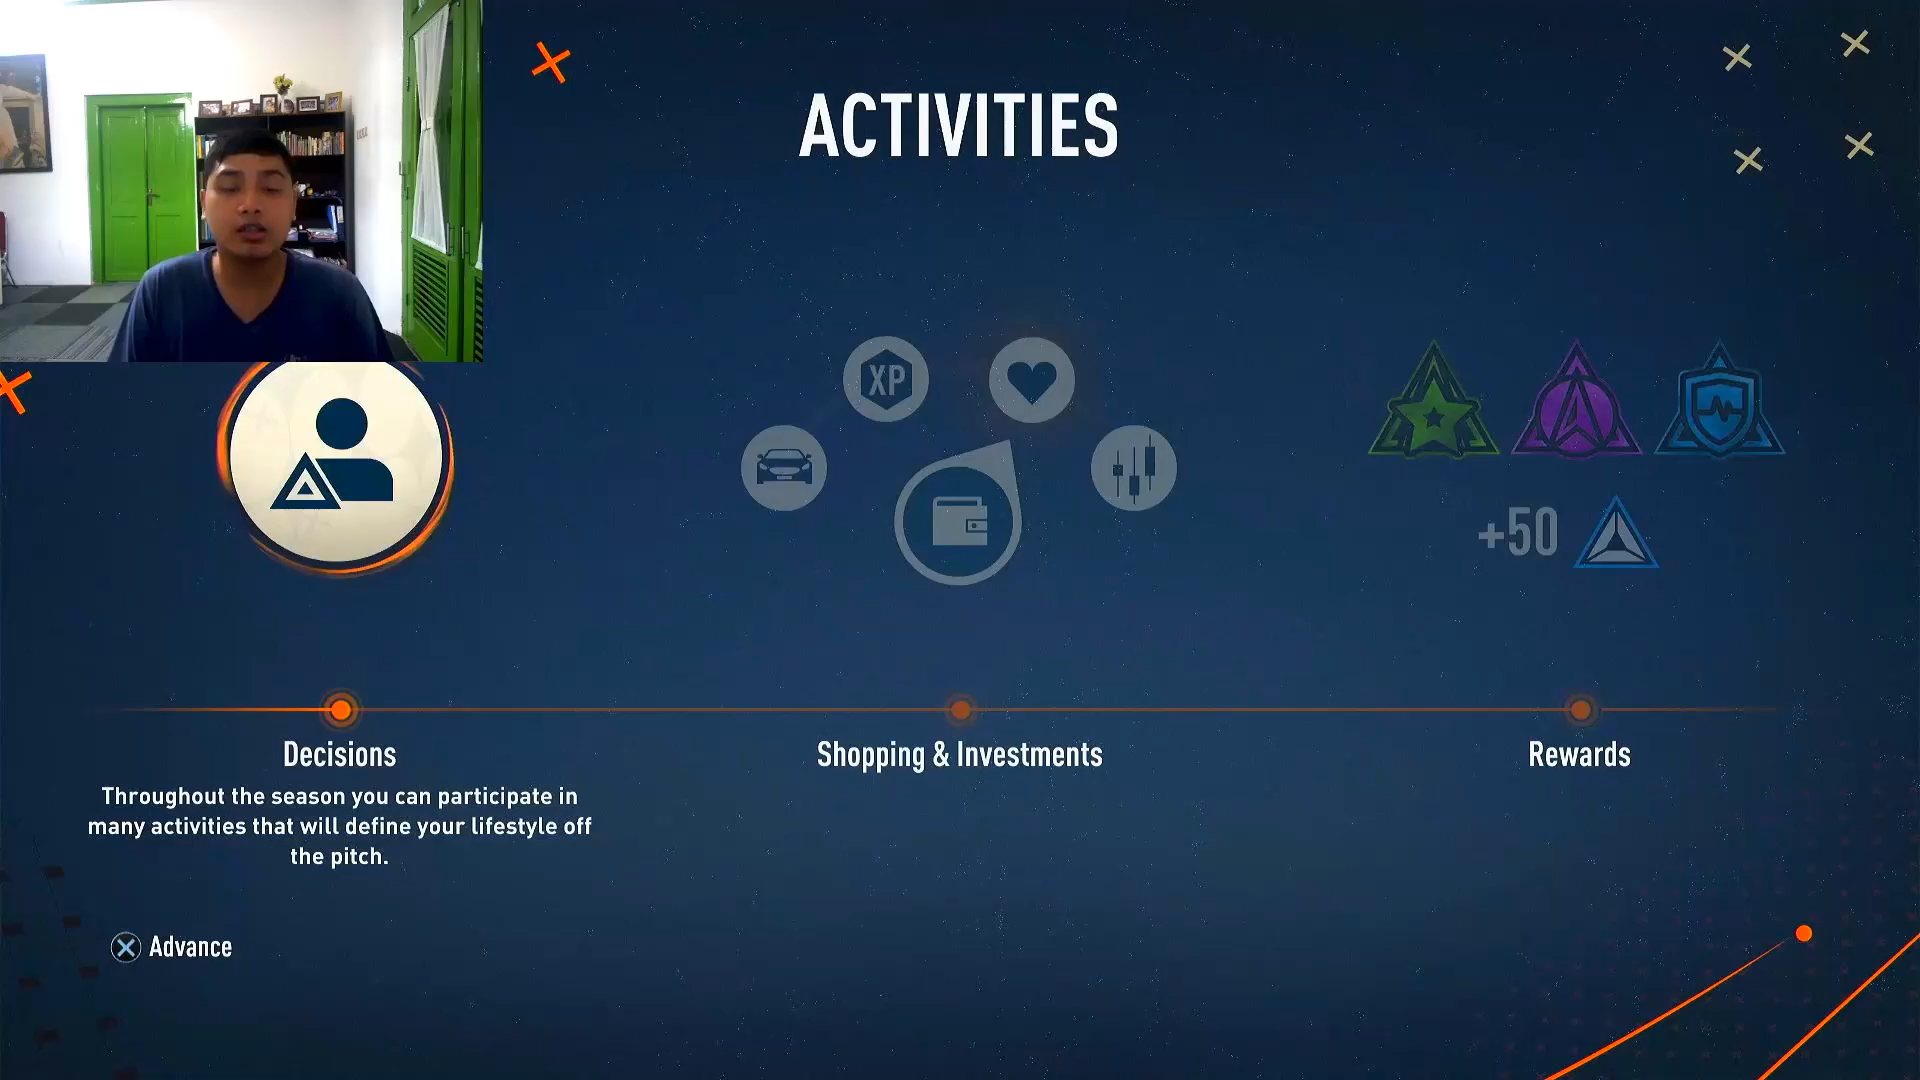 ACTIVITIES
XP
+50
Decisions
Shopping & Investments
Rewards
Throughout the season you can participate in
many activities that will define your lifestyle off
the pitch.
Advance